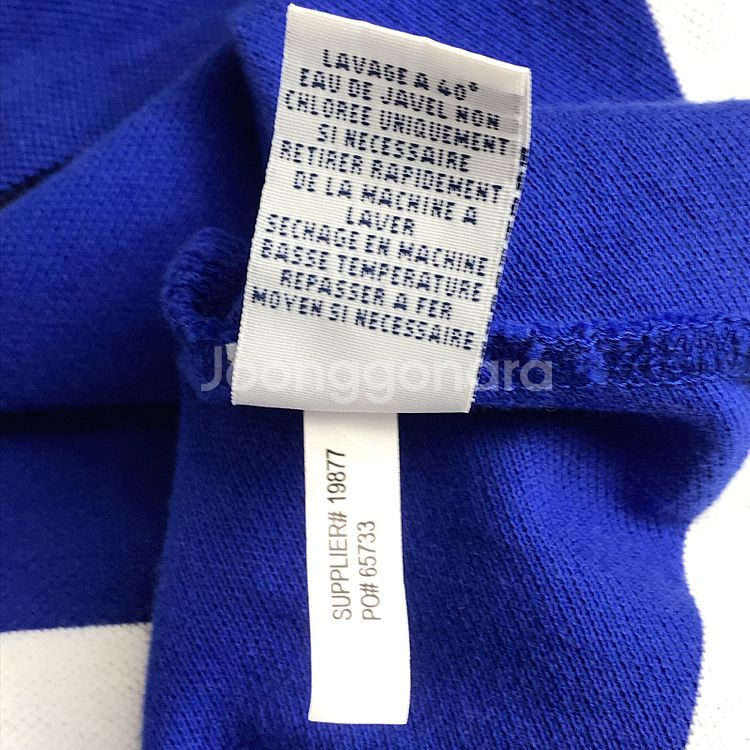 LAVAGE A 40°
EAU DE JAVEL NON
CHLOREE UNIQUEMENT
SI NECESSAIRE
RETIRER RAPIDEMENT
DE LA MACHINE A
LAVER
SECHAGE EN MACHINE
BASSE TEMPERATURE
REPASSER A FER
MOYEN SI NECESSAIRE
Joonggonara
SUPPLIER# 19877
PO# 65733